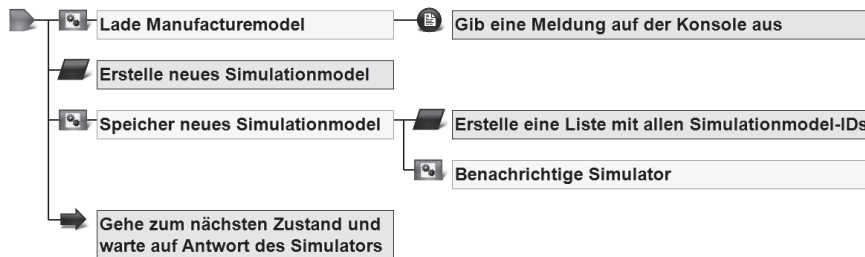 Lade Manufacturemodel
Gib eine Meldung auf der Konsole aus
Erstelle neues Simulationmodel
Speicher neues Simulationmodel
Erstelle eine Liste mit allen Simulationmodel-IDs
Benachrichtige Simulator
Gehe zum nächsten Zustand und
warte auf Antwort des Simulators